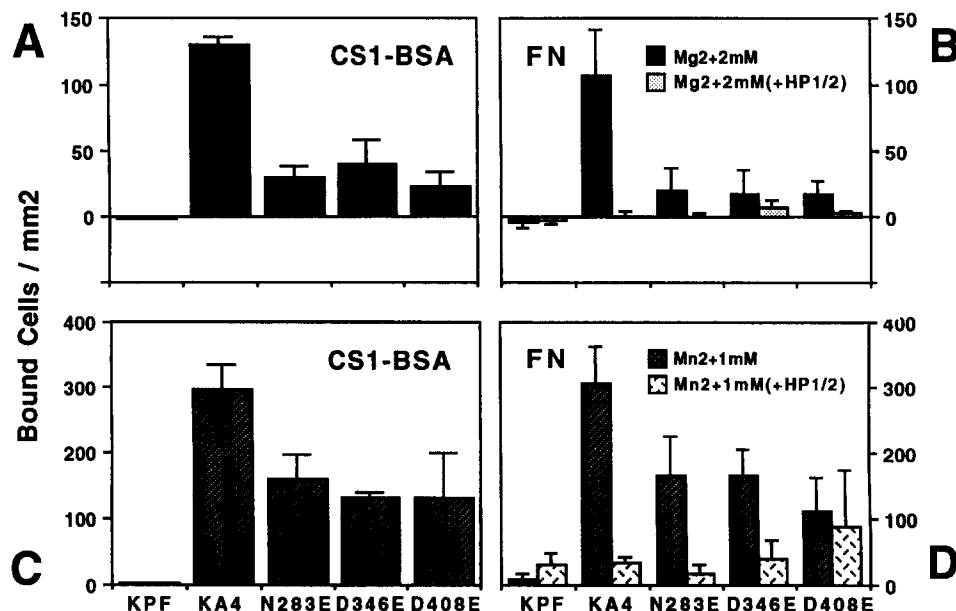 A
B
150
100
50
0
CS1-BSA
FN
Mg2+2mM
Mg2+2mM(+HP1/2)
150
100
50
0
Bound Cells / mm2
400
300
200
100
0
CS1-BSA
FN
Mn2+1mM
Mn2+1mM(+HP1/2)
400
300
200
100
0
C
D
KPF KA4 N283E D346E D408E
KPF KA4 N283E D346E D408E